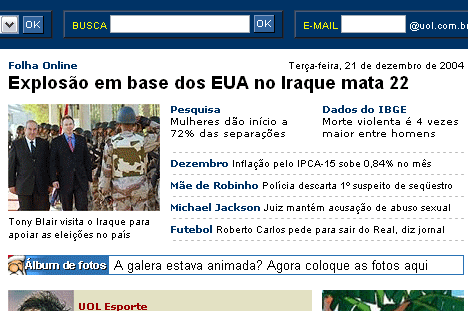 OK BUSCA OK E-MAIL @uol.com.br
Folha Online Terça-feira, 21 de dezembro de 2004
Explosão em base dos EUA no Iraque mata 22
Pesquisa
Mulheres dão início a
72% das separações
Dados do IBGE
Morte violenta é 4 vezes
maior entre homens
Dezembro Inflação pelo IPCA-15 sobe 0,84% no mês
Mãe de Robinho Polícia descarta 1º suspeito de seqüestro
Michael Jackson Juiz mantém acusação de abuso sexual
Futebol Roberto Carlos pede para sair do Real, diz jornal
Tony Blair visita o Iraque para
apoiar as eleições no país
Álbum de fotos A galera estava animada? Agora coloque as fotos aqui
UOL Esporte